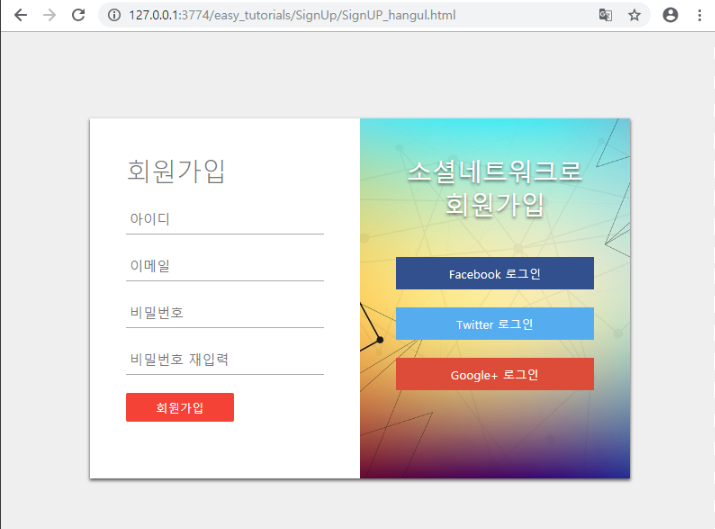 127.0.0.1:3774/easy_tutorials/SignUp/SignUP_hangul.html
회원가입
아이디
이메일
비밀번호
비밀번호 재입력
회원가입
소셜네트워크로
회원가입
Facebook 로그인
Twitter 로그인
Google+ 로그인